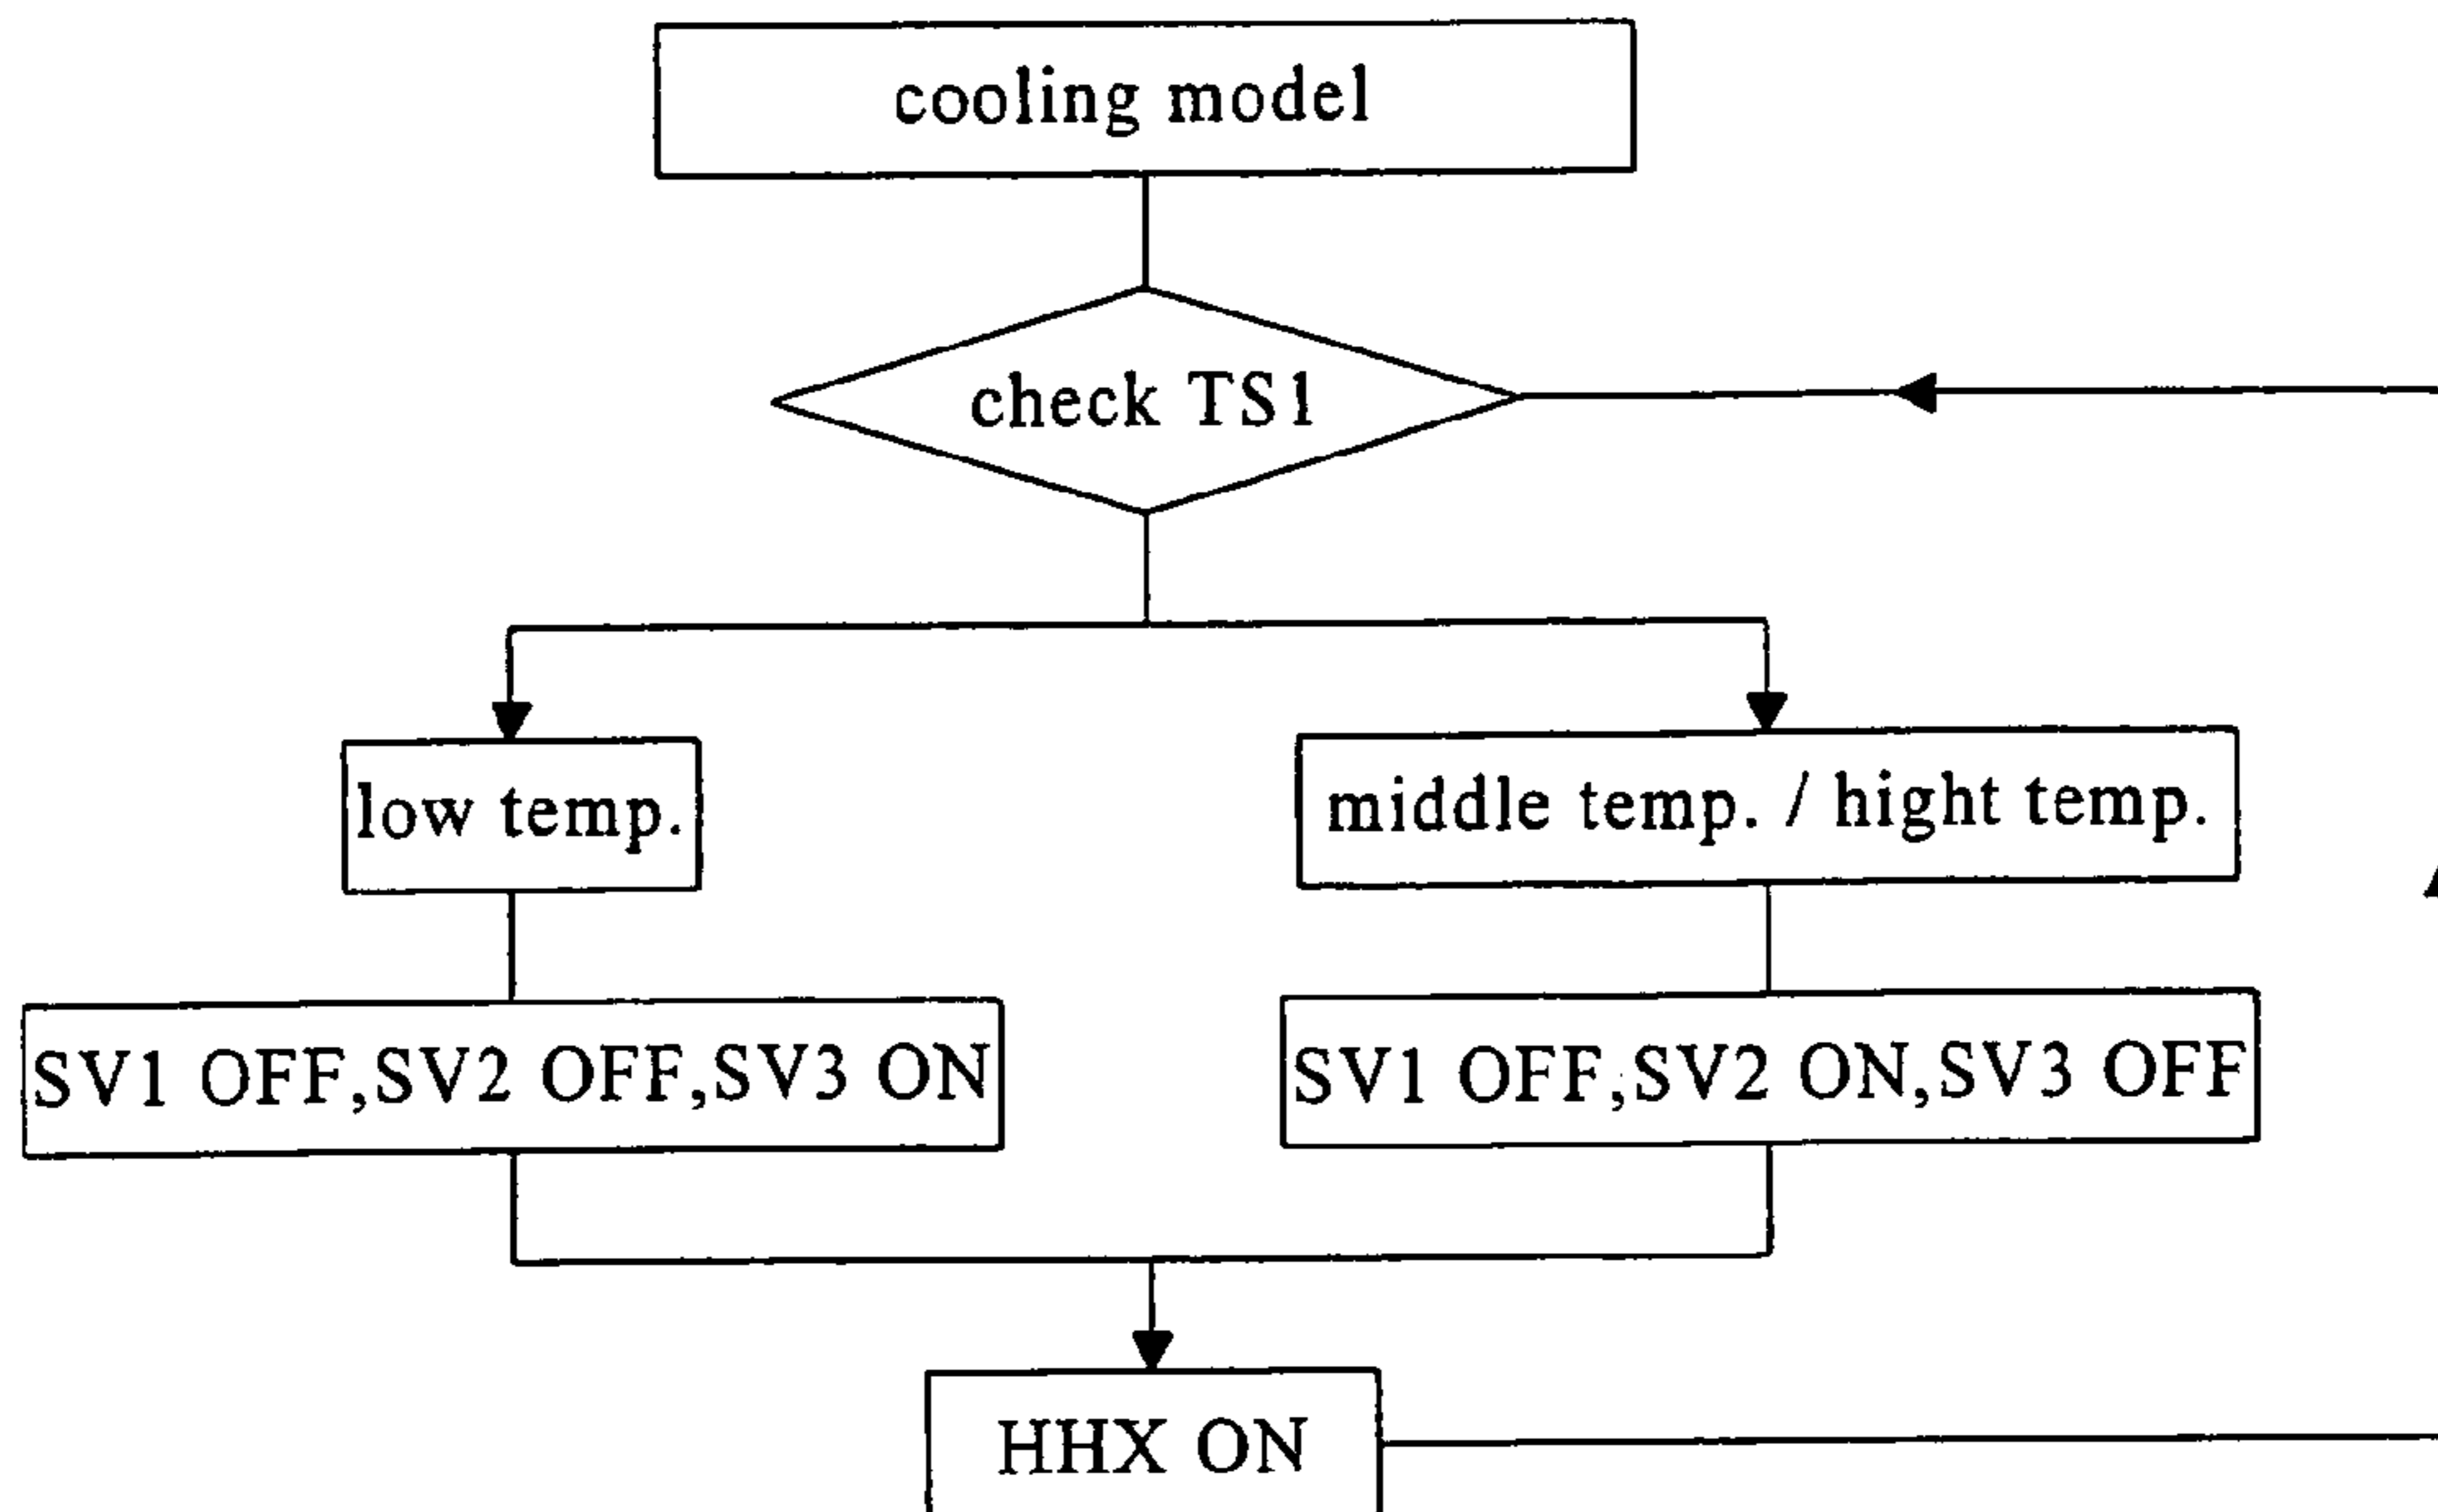 cooling model
check TS1
low temp.
middle temp. / hight temp.
SV1 OFF,SV2 OFF,SV3 ON
SV1 OFF,SV2 ON,SV3 OFF
HHX ON